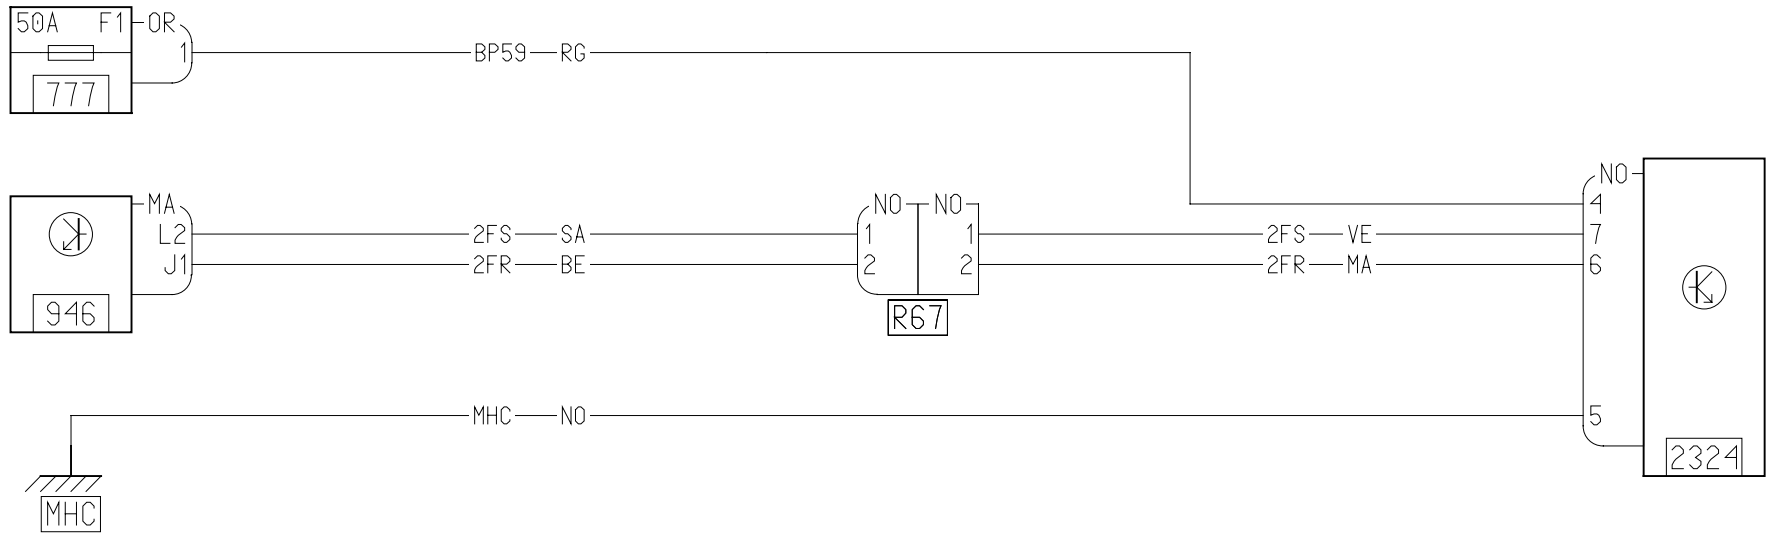 50A F1 OR
1 BP59 RG
777
NO
4
MA NO NO
L2 2FS SA 1 1 2FS VE 7
J1 2FR BE 2 2 2FR MA 6
946 R67
MHC NO 5
2324
MHC